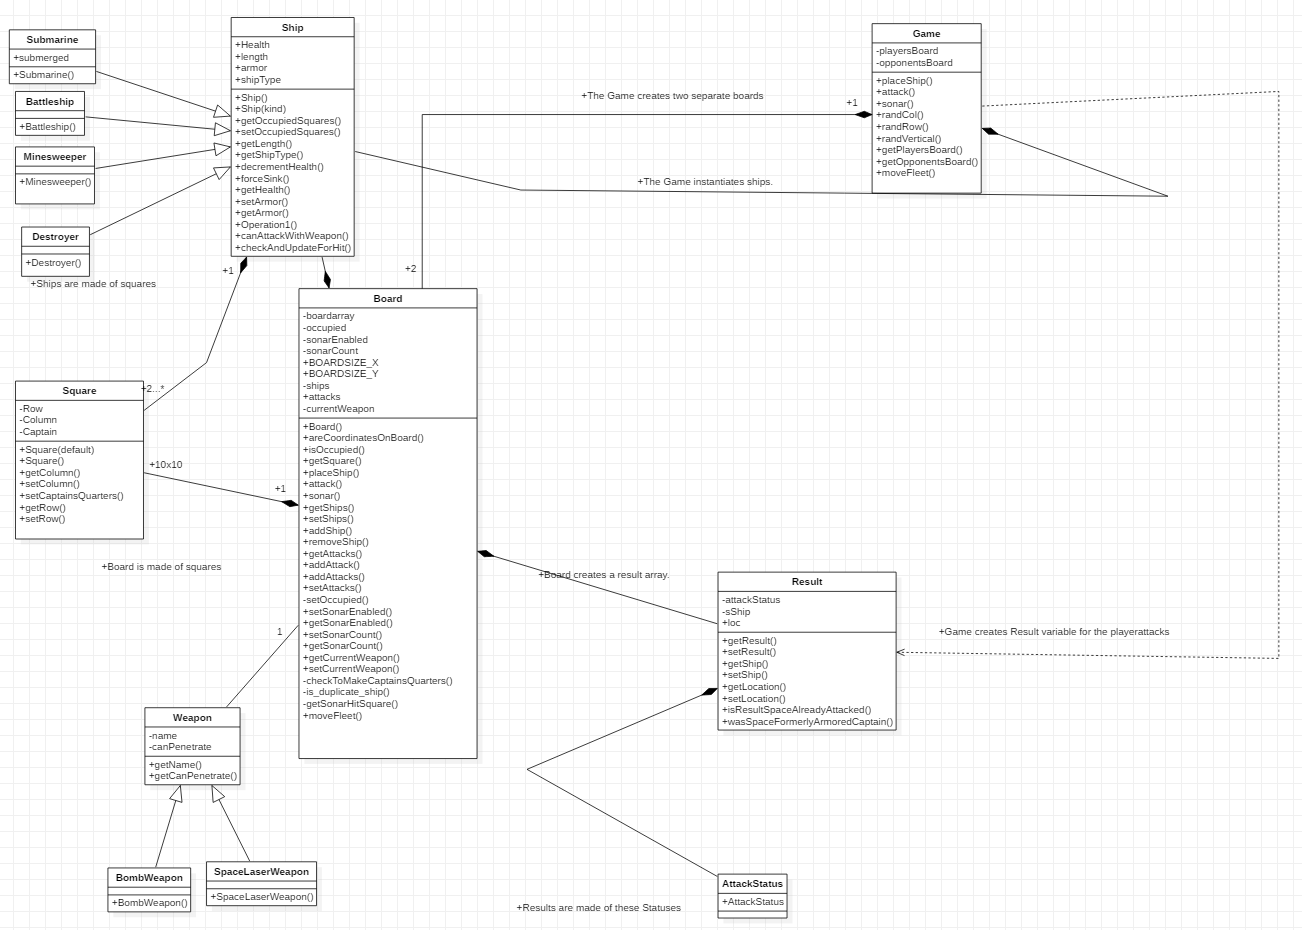 Submarine
+submerged
+Submarine()
Battleship
+Battleship()
Minesweeper
+Minesweeper()
Destroyer
+Destroyer()
+Ships are made of squares
Ship
+Health
+length
+armor
+shipType
+Ship()
+Ship(kind)
+getOccupiedSquares()
+setOccupiedSquares()
+getLength()
+getShipType()
+decrementHealth()
+forceSink()
+getHealth()
+setArmor()
+getArmor()
+Operation1()
+canAttackWithWeapon()
+checkAndUpdateForHit()
Game
-playersBoard
-opponentsBoard
+placeShip()
+attack()
+sonar()
+randCol()
+randRow()
+randVertical()
+getPlayersBoard()
+getOpponentsBoard()
+moveFleet()
+The Game creates two separate boards
+1
+The Game instantiates ships.
+1
+2
Board
-boardarray
-occupied
-sonarEnabled
-sonarCount
+BOARDSIZE_X
+BOARDSIZE_Y
-ships
+attacks
-currentWeapon
+Board()
+areCoordinatesOnBoard()
+isOccupied()
+getSquare()
+placeShip()
+attack()
+sonar()
+getShips()
+setShips()
+addShip()
+removeShip()
+getAttacks()
+addAttack()
+addAttacks()
+setAttacks()
-setOccupied()
+setSonarEnabled()
+getSonarEnabled()
+setSonarCount()
+getSonarCount()
+getCurrentWeapon()
+setCurrentWeapon()
-checkToMakeCaptainsQuarters()
-is_duplicate_ship()
-getSonarHitSquare()
+moveFleet()
+2...*
Square
-Row
-Column
-Captain
+Square(default)
+Square()
+getColumn()
+setColumn()
+setCaptainsQuarters()
+getRow()
+setRow()
+10x10
+1
+Board is made of squares
+Board creates a result array.
Result
-attackStatus
-sShip
+loc
+getResult()
+setResult()
+getShip()
+setShip()
+getLocation()
+setLocation()
+isResultSpaceAlreadyAttacked()
+wasSpaceFormerlyArmoredCaptain()
+Game creates Result variable for the playerattacks
1
Weapon
-name
-canPenetrate
+getName()
+getCanPenetrate()
BombWeapon
+BombWeapon()
SpaceLaserWeapon
+SpaceLaserWeapon()
AttackStatus
+AttackStatus
+Results are made of these Statuses